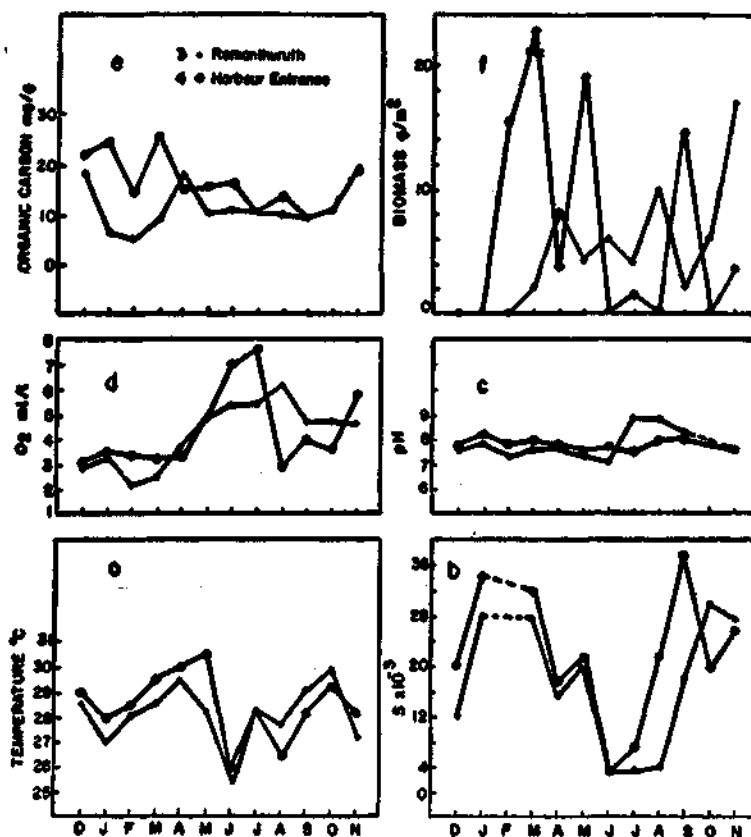 e
3 • Ramanthuruth
4 o Harbour Entrance
ORGANIC CARBON mg/g
30
20
10
0
f
BIOMASS g/m²
20
10
0
d
O₂ ml/l
8
7
6
5
4
3
2
1
c
pH
9
8
7
6
a
TEMPERATURE °C
31
30
29
28
27
26
25
D J F M A M J J A S O N
b
S x10⁻³
36
28
20
12
4
0
D J F M A M J J A S O N